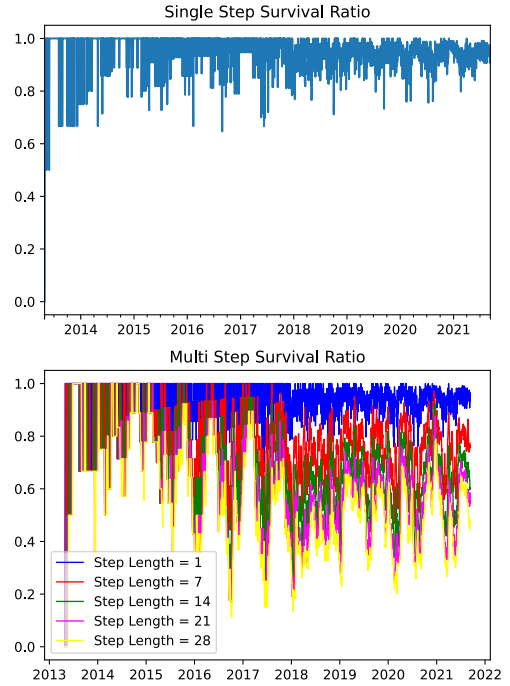 Single Step Survival Ratio
1.0
0.8
0.6
0.4
0.2
0.0
2014 2015 2016 2017 2018 2019 2020 2021
Multi Step Survival Ratio
1.0
0.8
0.6
0.4
0.2
0.0
Step Length = 1
Step Length = 7
Step Length = 14
Step Length = 21
Step Length = 28
2013 2014 2015 2016 2017 2018 2019 2020 2021 2022